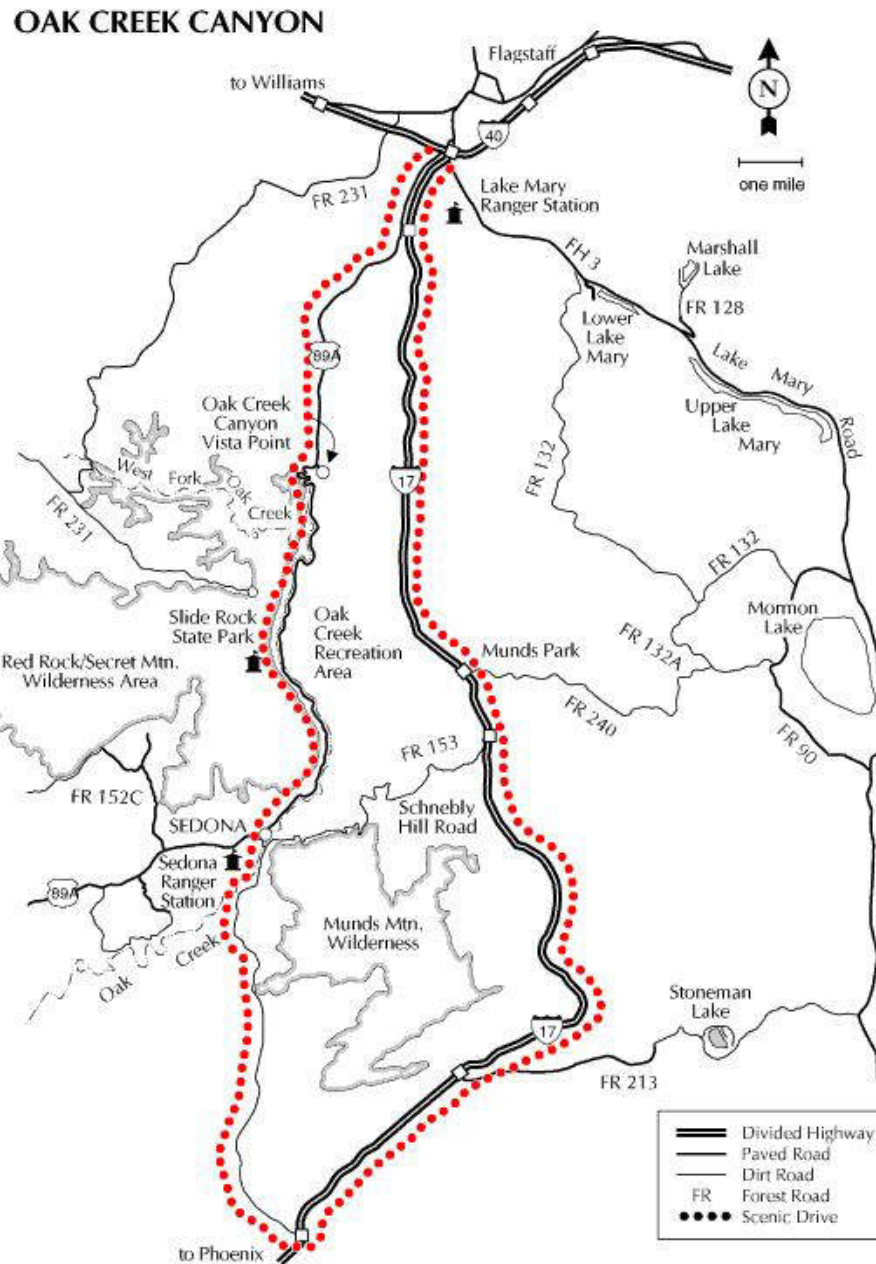 OAK CREEK CANYON
Flagstaff
to Williams
N
40
one mile
FR 231
Lake Mary
Ranger Station
FH 3
Marshall
Lake
FR 128
Lower
Lake
Mary
89A
Lake Mary Road
Oak Creek
Canyon
Vista Point
Upper
Lake
Mary
West Fork Oak Creek
17
FR 132
FR 231
FR 132
Slide Rock
State Park
Oak
Creek
Recreation
Area
Mormon
Lake
Munds Park
FR 132A
Red Rock/Secret Mtn.
Wilderness Area
FR 240
FR 153
FR 90
FR 152C
Schnebly
Hill Road
SEDONA
Sedona
Ranger
Station
89A
Munds Mtn.
Wilderness
Oak Creek
Stoneman
Lake
17
FR 213
Divided Highway
Paved Road
Dirt Road
FR Forest Road
Scenic Drive
to Phoenix